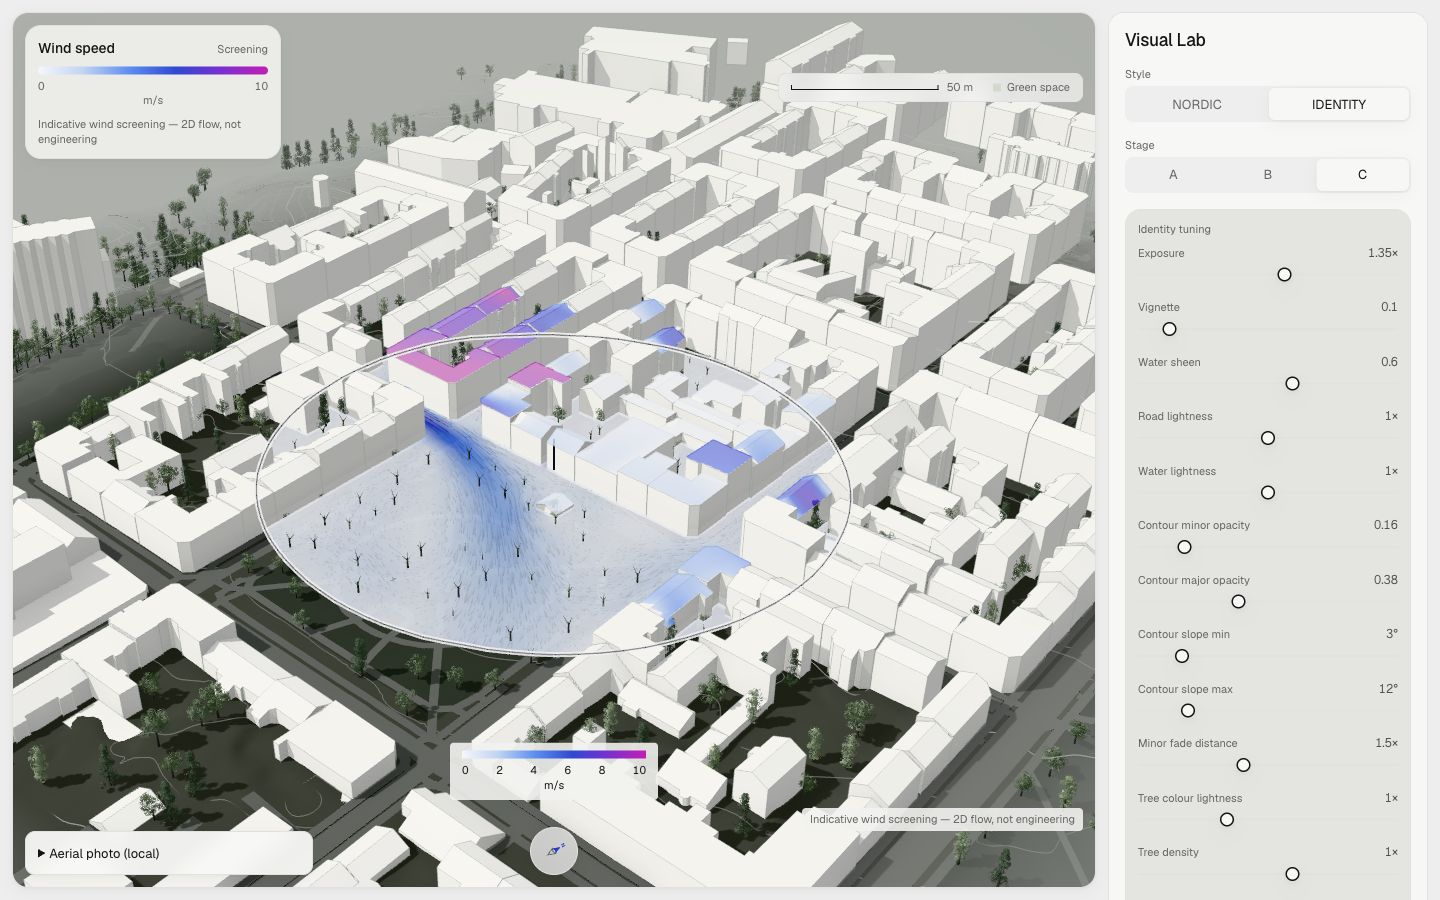 Wind speed
Screening
0 10
m/s
Indicative wind screening — 2D flow, not
engineering
50 m
Green space
0 2 4 6 8 10
m/s
Indicative wind screening — 2D flow, not engineering
Aerial photo (local)
Visual Lab
Style
NORDIC IDENTITY
Stage
A B C
Identity tuning
Exposure 1.35×
Vignette 0.1
Water sheen 0.6
Road lightness 1×
Water lightness 1×
Contour minor opacity 0.16
Contour major opacity 0.38
Contour slope min 3°
Contour slope max 12°
Minor fade distance 1.5×
Tree colour lightness 1×
Tree density 1×